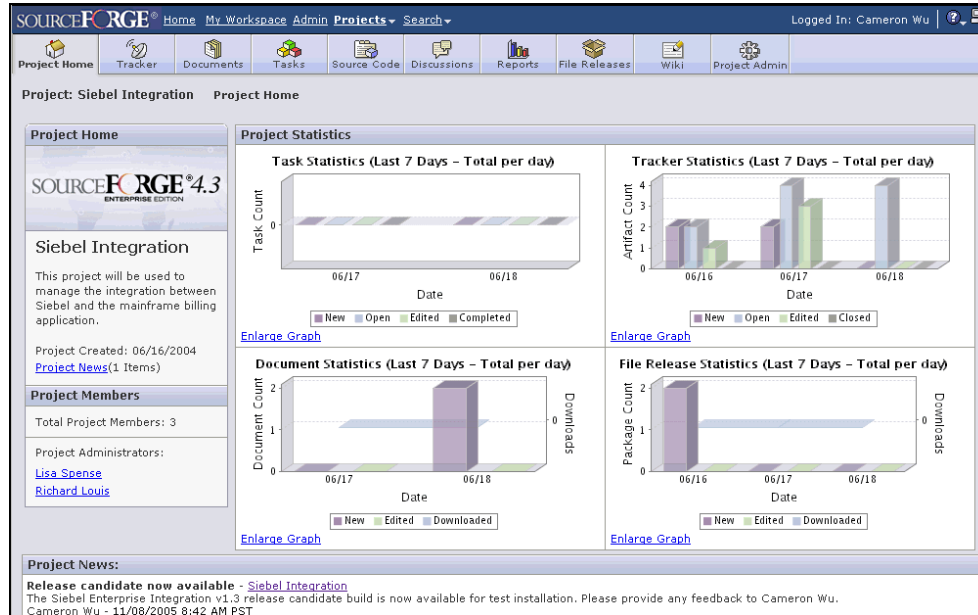 SOURCEFORGE® Home My Workspace Admin Projects Search Logged In: Cameron Wu ?
Project Home Tracker Documents Tasks Source Code Discussions Reports File Releases Wiki Project Admin
Project: Siebel Integration Project Home
Project Home
SOURCEFORGE®4.3
ENTERPRISE EDITION
Siebel Integration
This project will be used to
manage the integration between
Siebel and the mainframe billing
application.
Project Created: 06/16/2004
Project News(1 Items)
Project Members
Total Project Members: 3
Project Administrators:
Lisa Spense
Richard Louis
Project Statistics
Task Statistics (Last 7 Days - Total per day)
Task Count
0
06/17 06/18
Date
New Open Edited Completed
Enlarge Graph
Tracker Statistics (Last 7 Days - Total per day)
Artifact Count
4
3
2
1
0
06/16 06/17 06/18
Date
New Open Edited Closed
Enlarge Graph
Document Statistics (Last 7 Days - Total per day)
Document Count
2
1
0
0
Downloads
06/17 06/18
Date
New Edited Downloaded
Enlarge Graph
File Release Statistics (Last 7 Days - Total per day)
Package Count
2
1
0
0
Downloads
06/16 06/17 06/18
Date
New Edited Downloaded
Enlarge Graph
Project News:
Release candidate now available - Siebel Integration
The Siebel Enterprise Integration v1.3 release candidate build is now available for test installation. Please provide any feedback to Cameron Wu.
Cameron Wu - 11/08/2005 8:42 AM PST